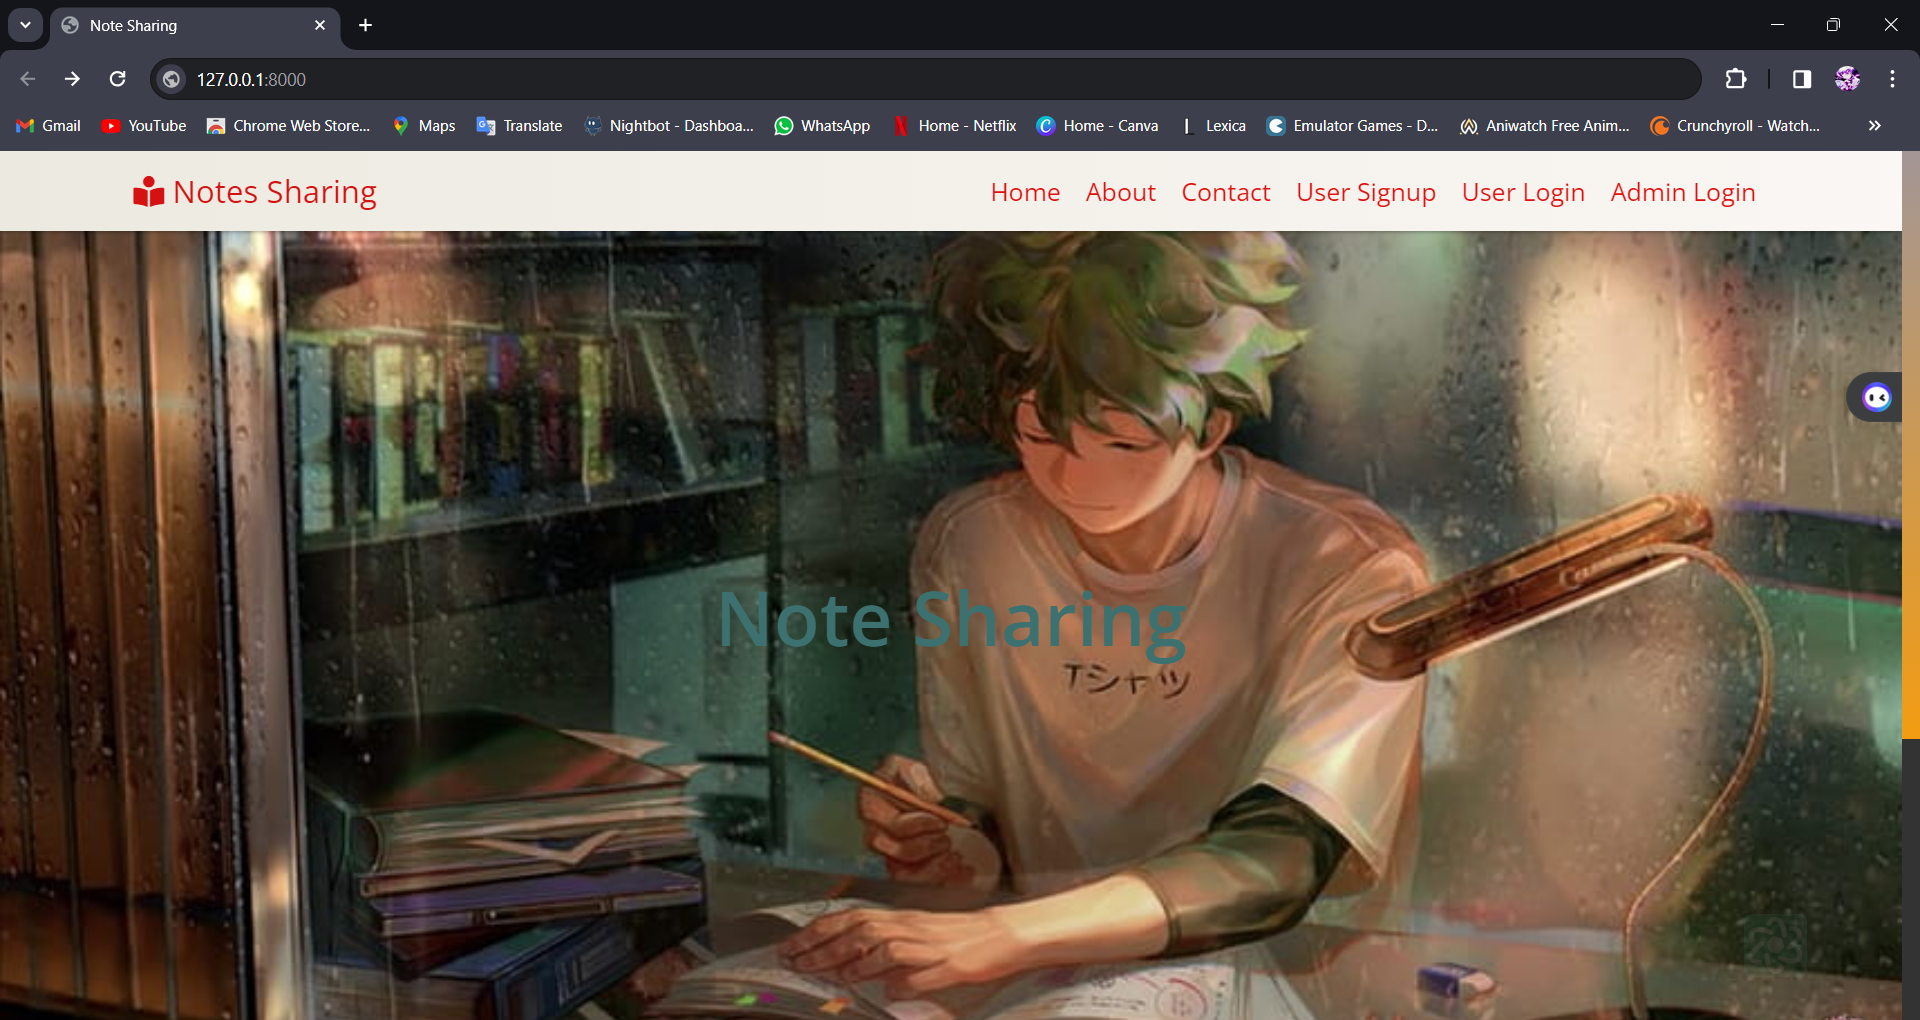 Note Sharing
127.0.0.1:8000
Gmail YouTube Chrome Web Store... Maps Translate Nightbot - Dashboa... WhatsApp Home - Netflix Home - Canva Lexica Emulator Games - D... Aniwatch Free Anim... Crunchyroll - Watch...
Notes Sharing Home About Contact User Signup User Login Admin Login
Note Sharing
Tシャツ